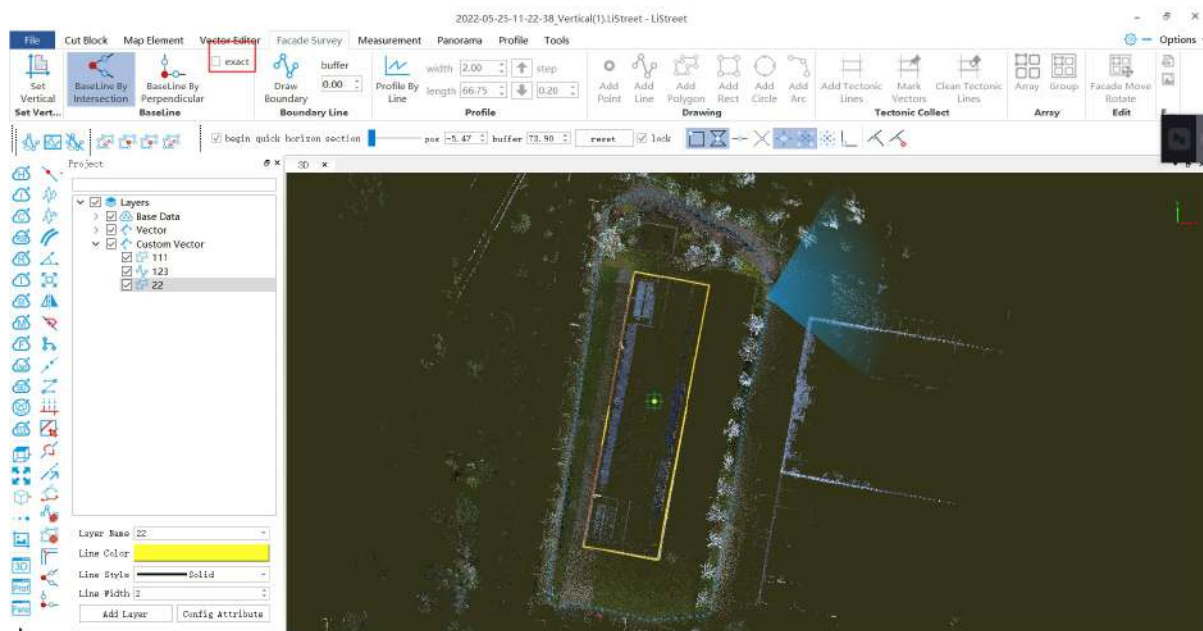 2022-05-25-11-22-38_Vertical(1).LiStreet - LiStreet
File Cut Block Map Element Vector Editor Facade Survey Measurement Panorama Profile Tools Options
Set Vertical
BaseLine By Intersection
BaseLine By Perpendicular
exact
Draw Boundary
buffer
0.00
Profile By Line
width 2.00 step
length 66.75 0.20
Add Point
Add Line
Add Polygon
Add Rect
Add Circle
Add Arc
Add Tectonic Lines
Mark Vectors
Clean Tectonic Lines
Array
Group
Facade Move Rotate
Set Vert... BaseLine Boundary Line Profile Drawing Tectonic Collect Array Edit
begin quick horizon section pos -5.47 buffer 73.90 reset lock
Project
3D
Layers
Base Data
Vector
Custom Vector
111
123
22
Layer Name 22
Line Color
Line Style Solid
Line Width 2
Add Layer Config Attribute
3D
Prof
Pano